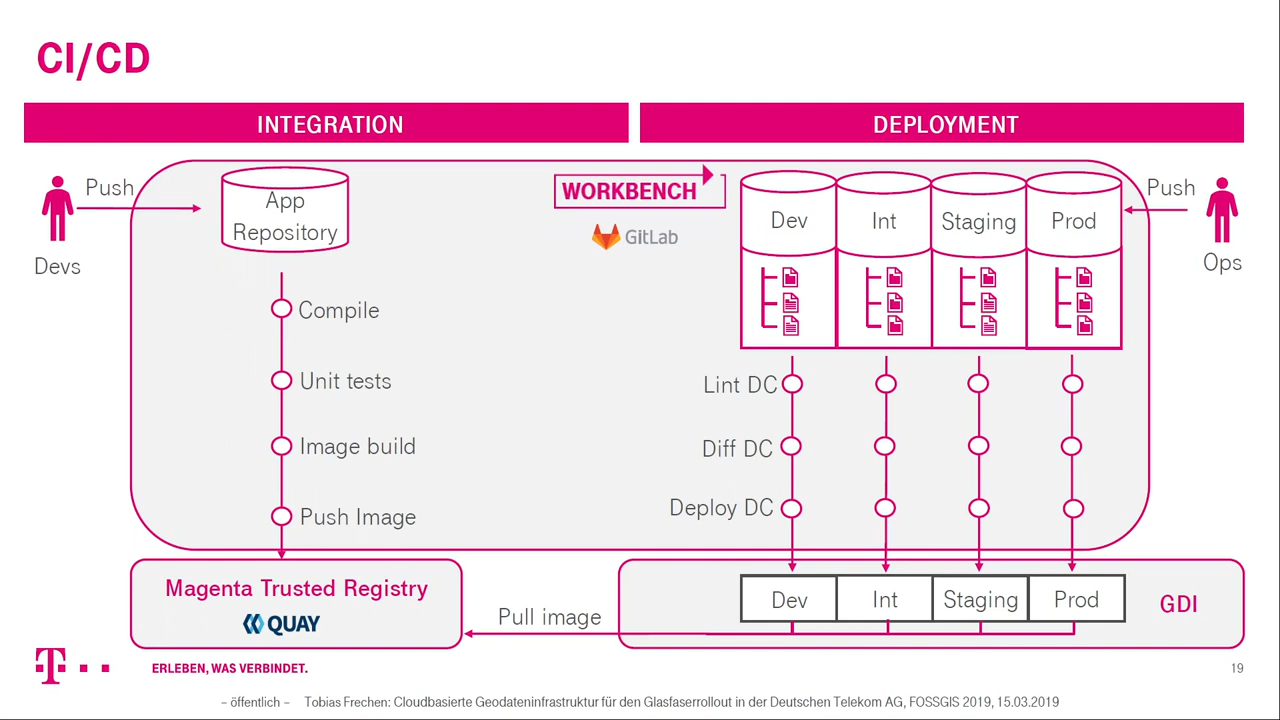 CI/CD
INTEGRATION
DEPLOYMENT
Push
Devs
App
Repository
Compile
Unit tests
Image build
Push Image
WORKBENCH
GitLab
Dev
Int
Staging
Prod
Push
Ops
Lint DC
Diff DC
Deploy DC
Magenta Trusted Registry
QUAY
Pull image
Dev
Int
Staging
Prod
GDI
T
ERLEBEN, WAS VERBINDET.
19
– öffentlich – Tobias Frechen: Cloudbasierte Geodateninfrastruktur für den Glasfaserrollout in der Deutschen Telekom AG, FOSSGIS 2019, 15.03.2019